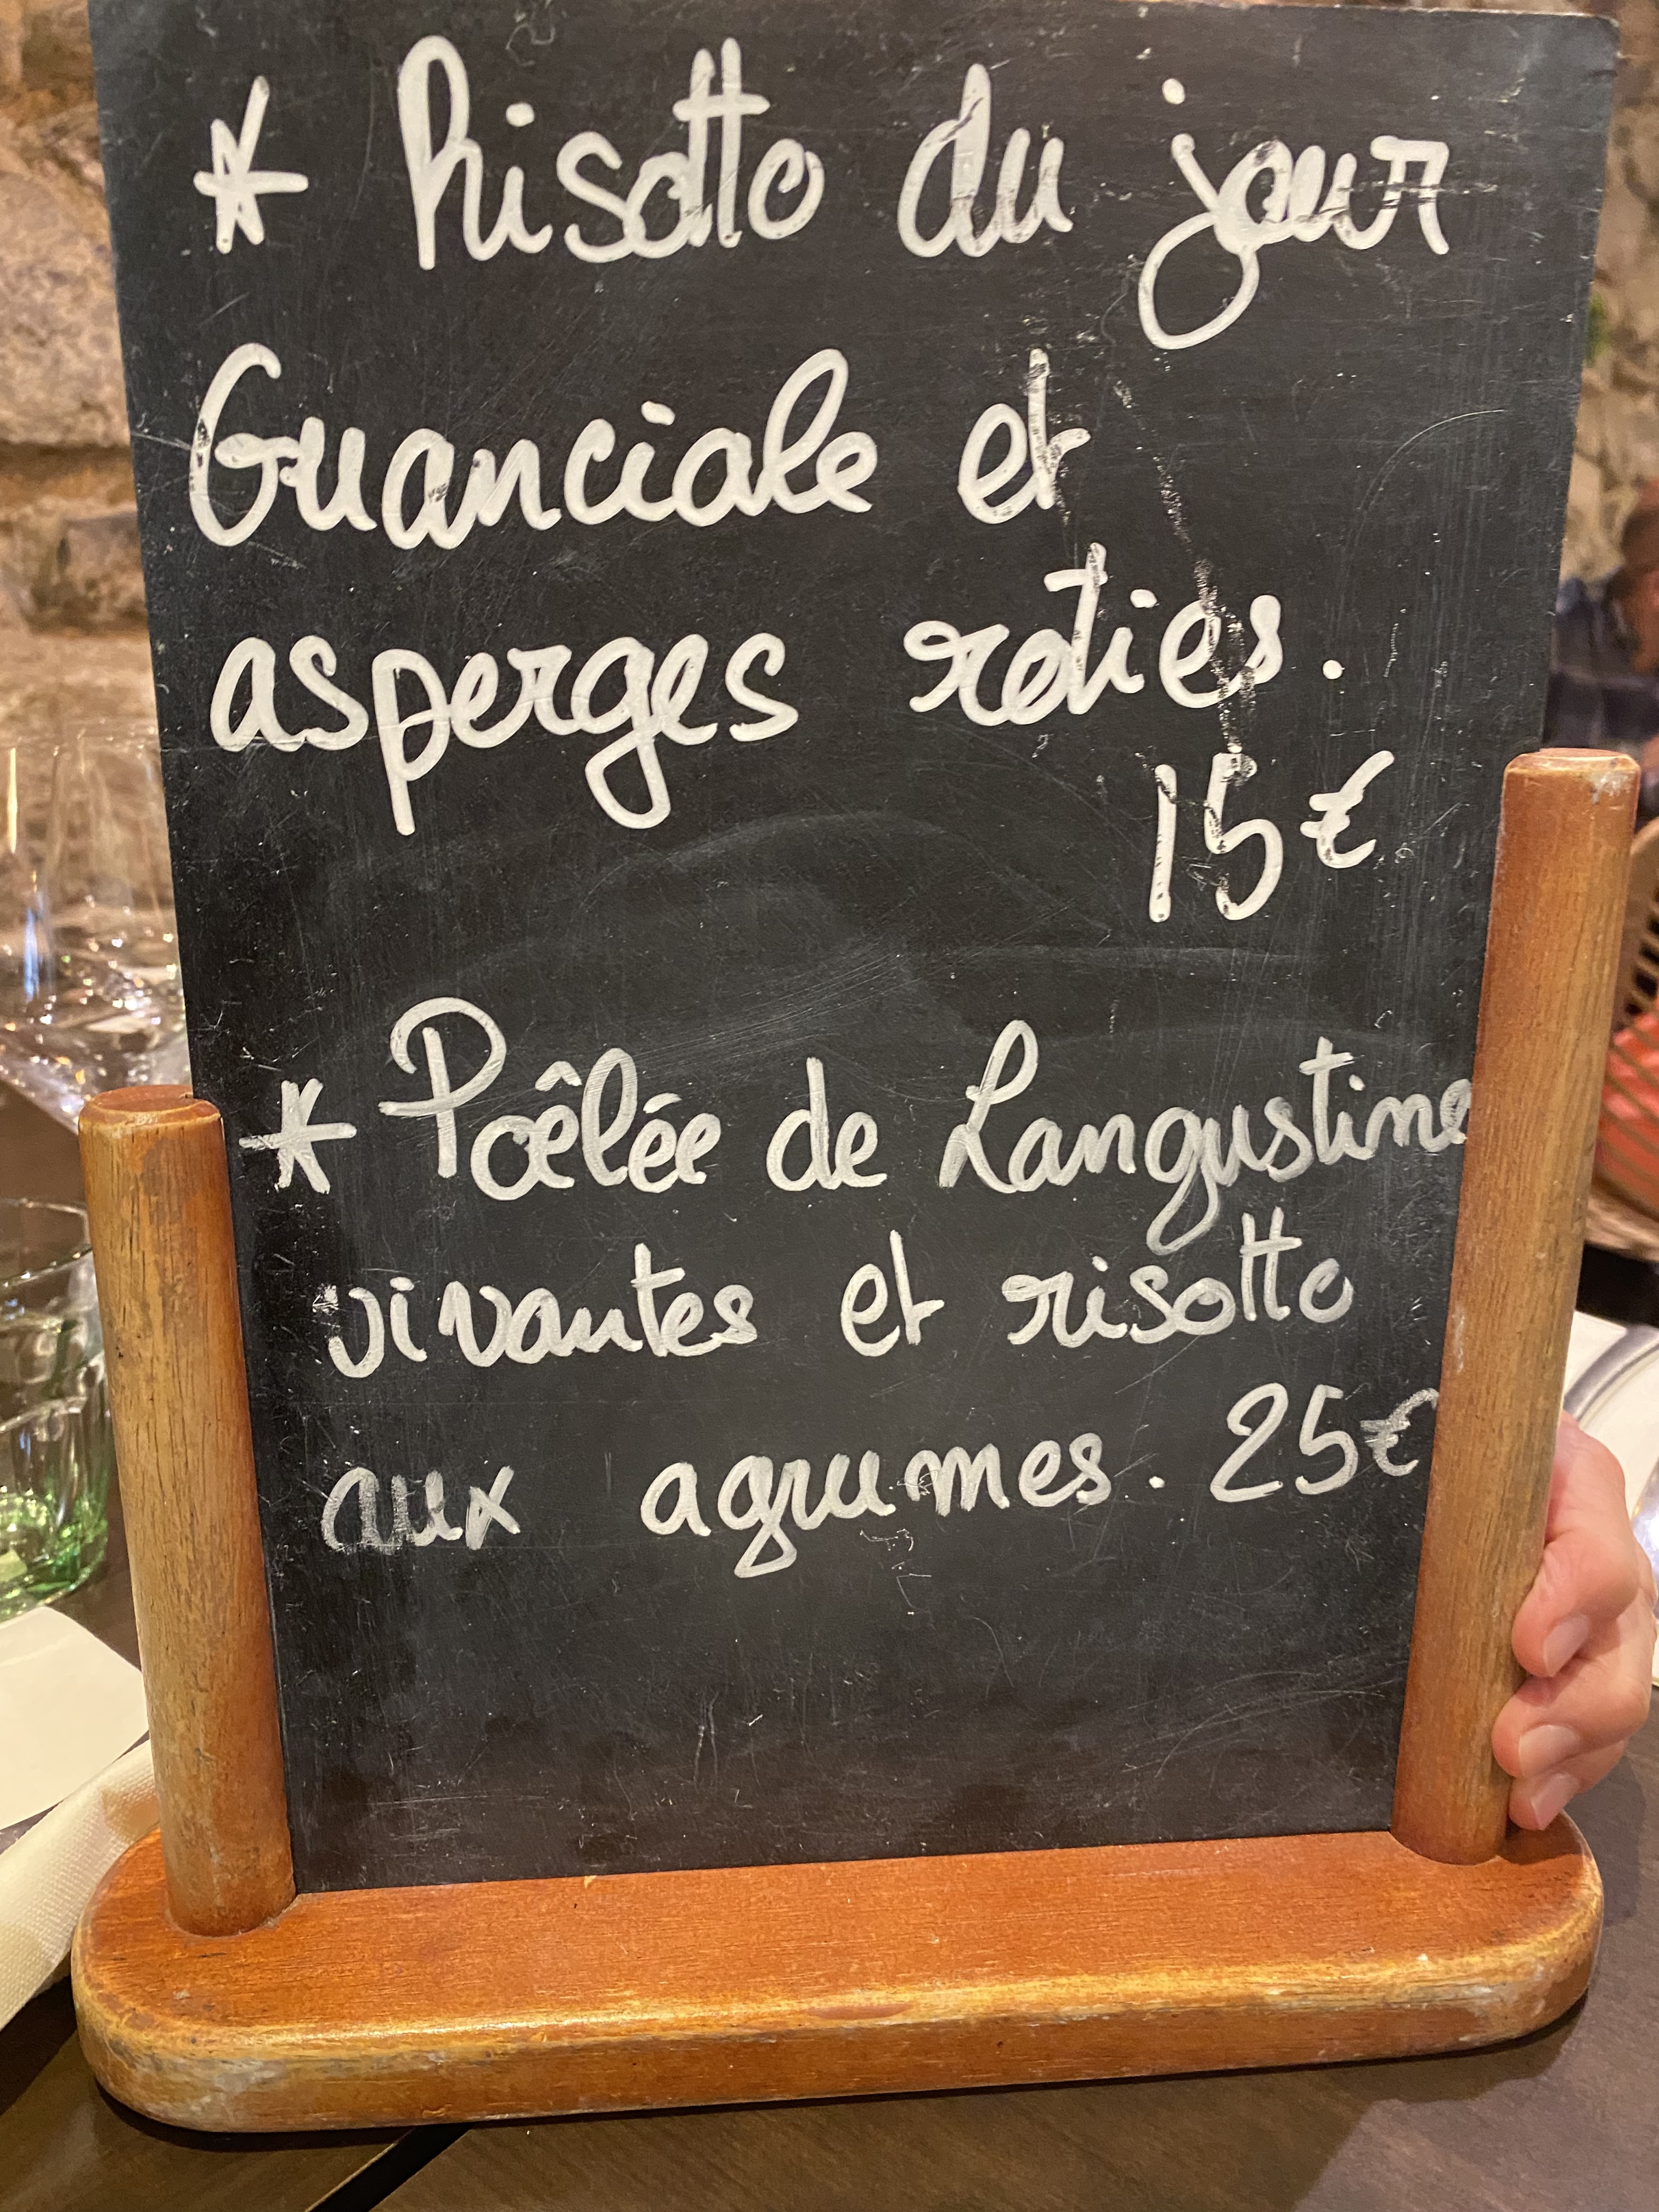 * Risotto du jour
Guanciale et
asperges roties.
15€
* Poêlée de Langustine
vivantes et risotto
aux agrumes. 25€